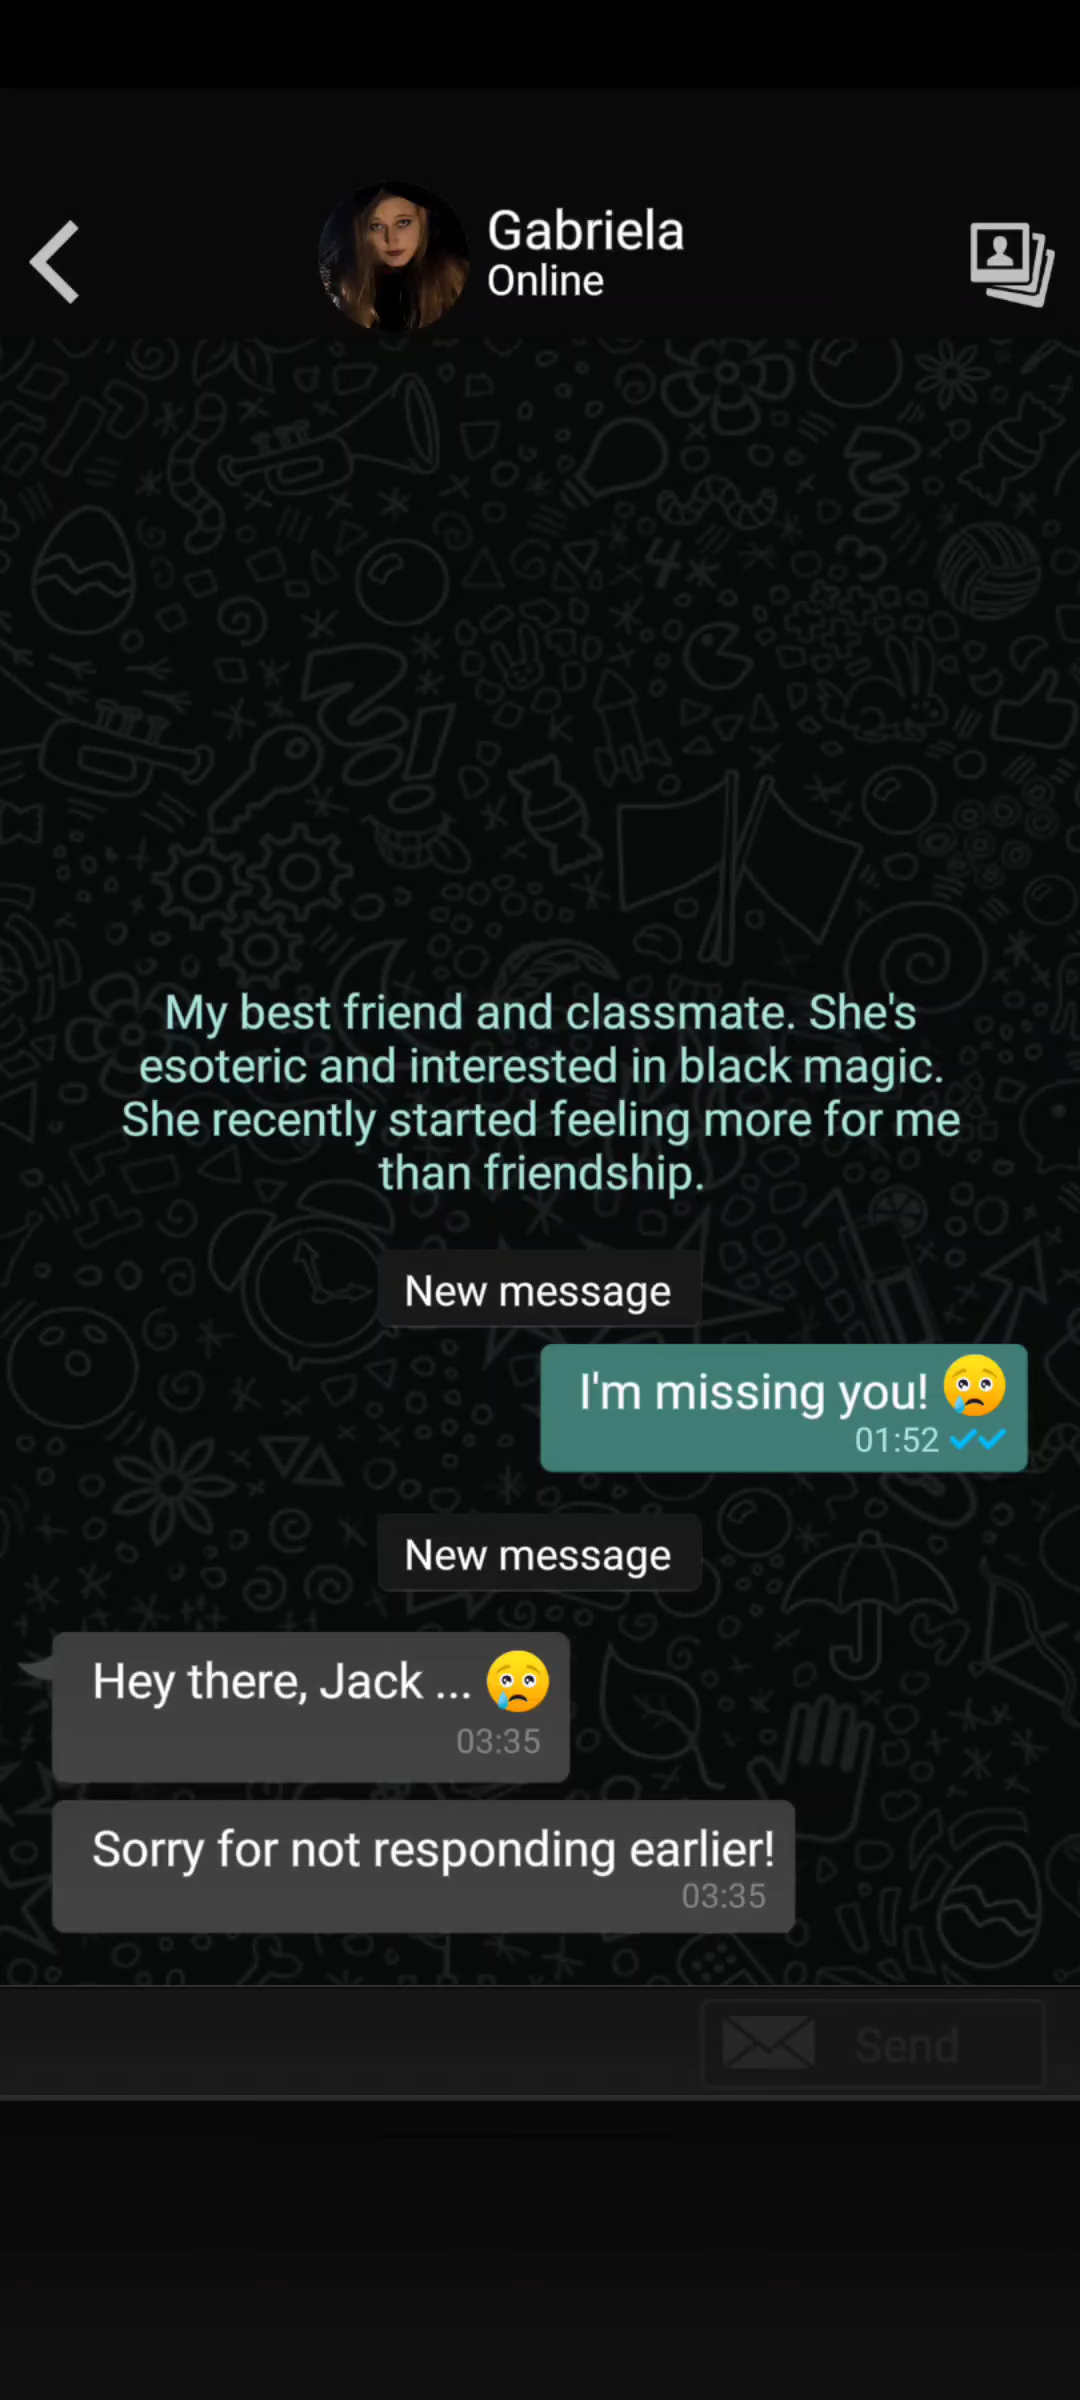 Gabriela
Online
My best friend and classmate. She's
esoteric and interested in black magic.
She recently started feeling more for me
than friendship.
New message
I'm missing you! 😢
01:52
New message
Hey there, Jack ... 😢
03:35
Sorry for not responding earlier!
03:35
Send